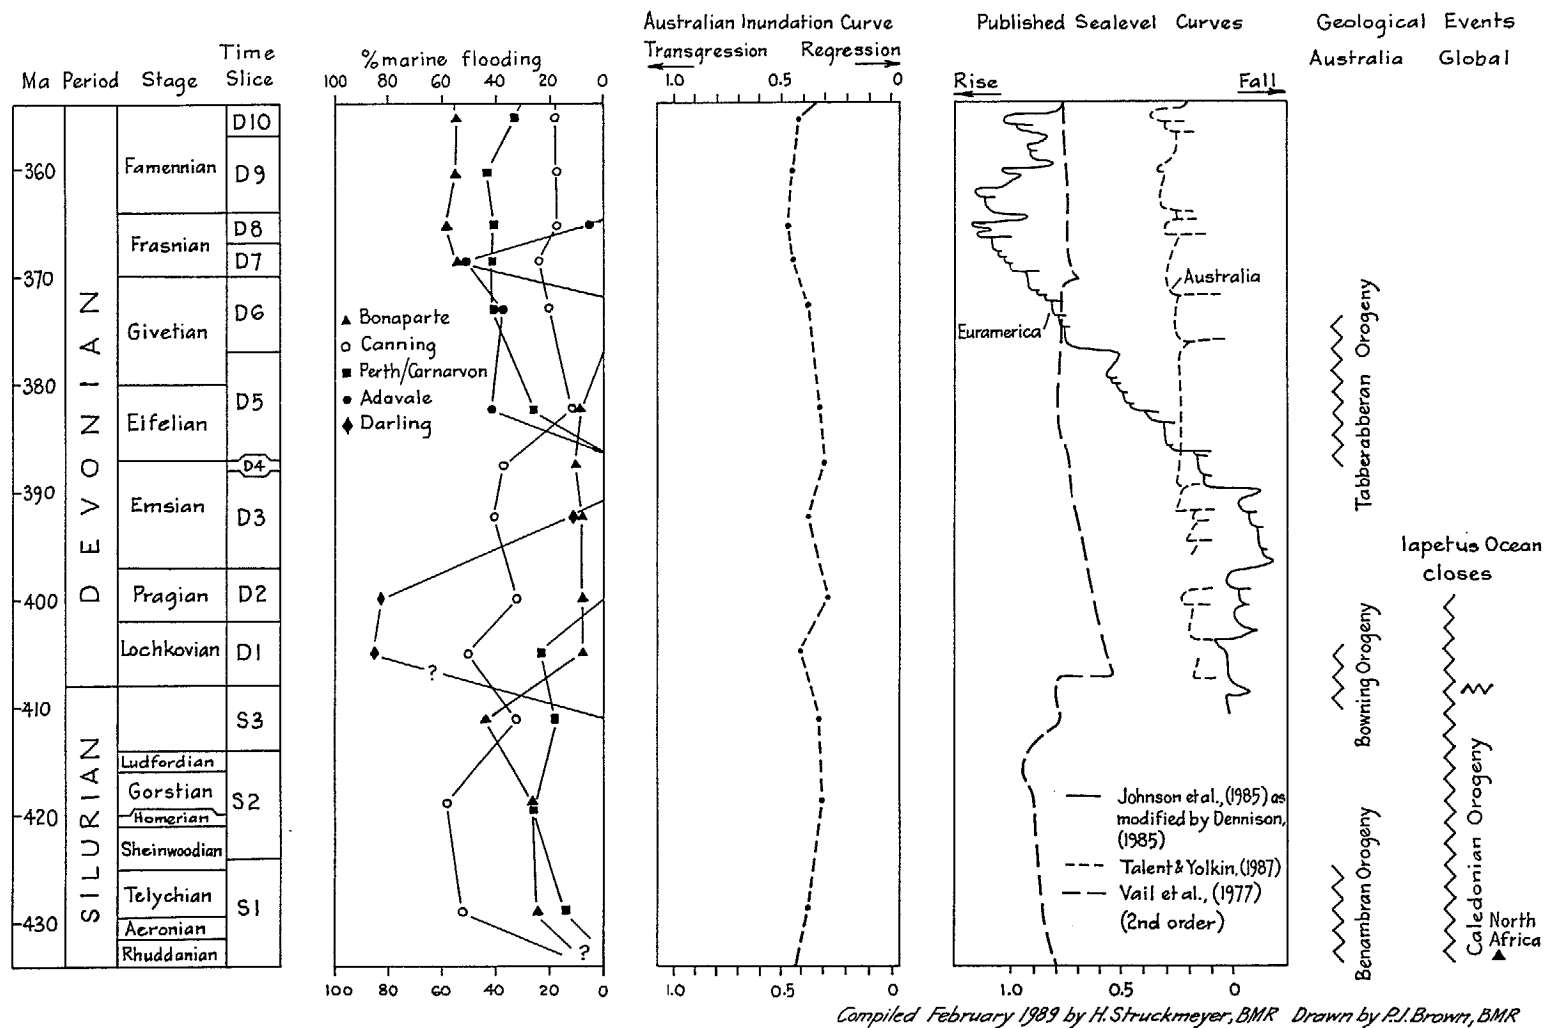 Australian Inundation Curve
Published Sealevel Curves
Geological Events
Time
Ma Period Stage Slice
%marine flooding
Transgression Regression
Australia Global
100 80 60 40 20 0
1.0 0.5 0
Rise Fall
D10
Famennian
360
D9
D8
Frasnian
D7
370
D6
Givetian
Bonaparte
Canning
Perth/Carnarvon
Adavale
Darling
Australia
Euramerica
Tabberabberan Orogeny
380
D5
Eifelian
D4
390
Emsian
D3
DEVONIAN
Iapetus Ocean
closes
Pragian
D2
400
Lochkovian
D1
?
Bowning Orogeny
410
S3
Ludfordian
Gorstian
S2
420
Homerian
Sheinwoodian
SILURIAN
Telychian
S1
Aeronian
430
Rhuddanian
?
Johnson et al., (1985) as
modified by Dennison,
(1985)
Talent & Yolkin, (1987)
Vail et al., (1977)
(2nd order)
Benambran Orogeny
Caledonian Orogeny
North
Africa
100 80 60 40 20 0
1.0 0.5 0
1.0 0.5 0
Compiled February 1989 by H. Struckmeyer, BMR Drawn by P.J. Brown, BMR